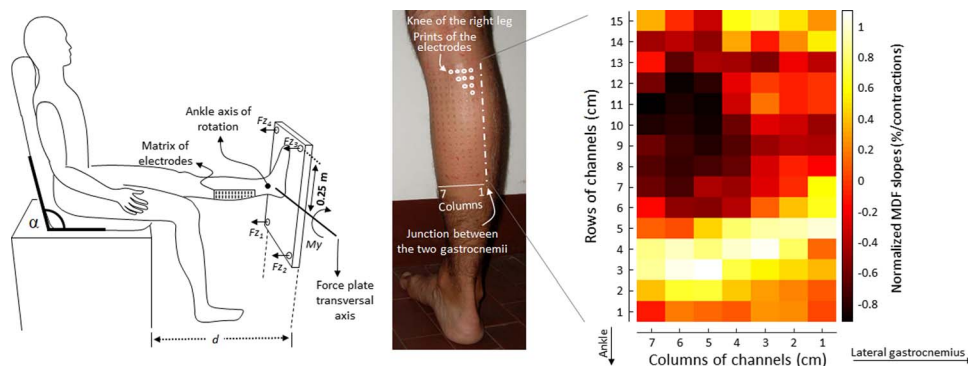 Ankle axis of
rotation
Matrix of
electrodes
Fz4
Fz3
0.25 m
Fz1
My
Fz2
α
Force plate
transversal
axis
d
Knee of the right leg
Prints of the
electrodes
7
1
Columns
Junction between
the two gastrocnemii
Rows of channels (cm)
15
14
13
12
11
10
9
8
7
6
5
4
3
2
1
7 6 5 4 3 2 1
Columns of channels (cm)
Ankle
Lateral gastrocnemius
1
0.8
0.6
0.4
0.2
0
-0.2
-0.4
-0.6
-0.8
Normalized MDF slopes (%/contractions)